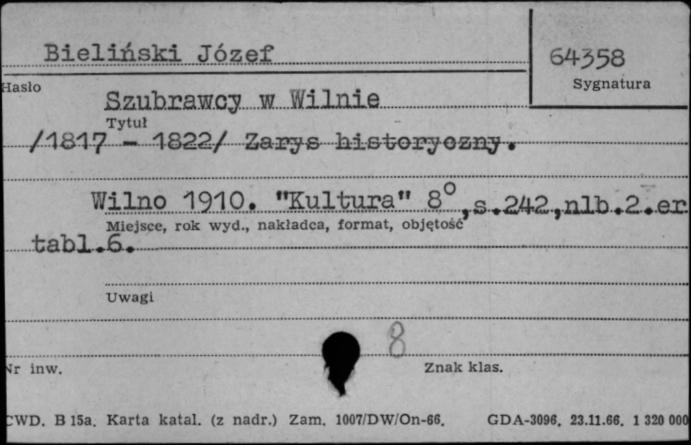 Bieliński Józef
64358
Hasło
Sygnatura
Szubrawcy w Wilnie
Tytuł
/1817 - 1822/ Zarys historyczny.
Wilno 1910. "Kultura" 8°, s.242, nlb.2. er
Miejsce, rok wyd., nakładca, format, objętość
tabl.6.
Uwagi
8
Nr inw.
Znak klas.
CWD. B 15a. Karta katal. (z nadr.) Zam. 1007/DW/On-66. GDA-3096, 23.11.66. 1 320 000